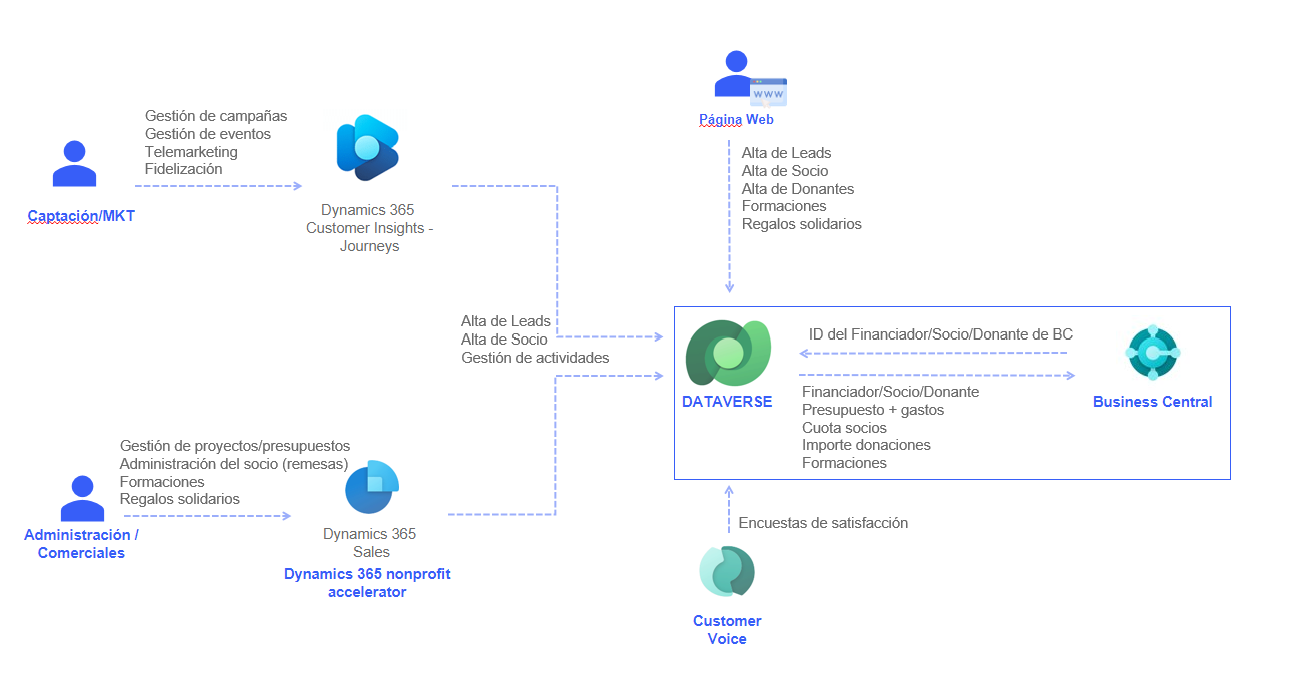 Gestión de campañas
Gestión de eventos
Telemarketing
Fidelización
Captación/MKT
Dynamics 365
Customer Insights -
Journeys
www
Página Web
Alta de Leads
Alta de Socio
Alta de Donantes
Formaciones
Regalos solidarios
Alta de Leads
Alta de Socio
Gestión de actividades
Gestión de proyectos/presupuestos
Administración del socio (remesas)
Formaciones
Regalos solidarios
Administración /
Comerciales
Dynamics 365
Sales
Dynamics 365 nonprofit
accelerator
DATAVERSE
ID del Financiador/Socio/Donante de BC
Financiador/Socio/Donante
Presupuesto + gastos
Cuota socios
Importe donaciones
Formaciones
Business Central
Encuestas de satisfacción
Customer
Voice